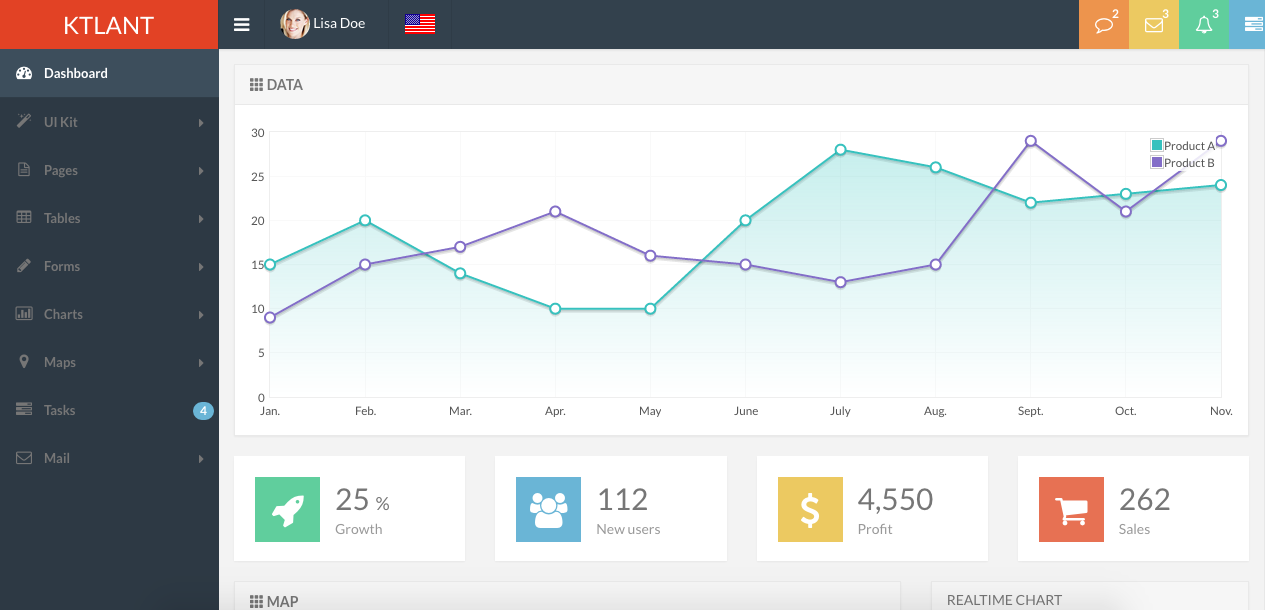 KTLANT
Lisa Doe
2
3
3
Dashboard
UI Kit
Pages
Tables
Forms
Charts
Maps
Tasks 4
Mail
DATA
30
25
20
15
10
5
0
Product A
Product B
Jan. Feb. Mar. Apr. May June July Aug. Sept. Oct. Nov.
25 %
Growth
112
New users
4,550
Profit
262
Sales
MAP
REALTIME CHART